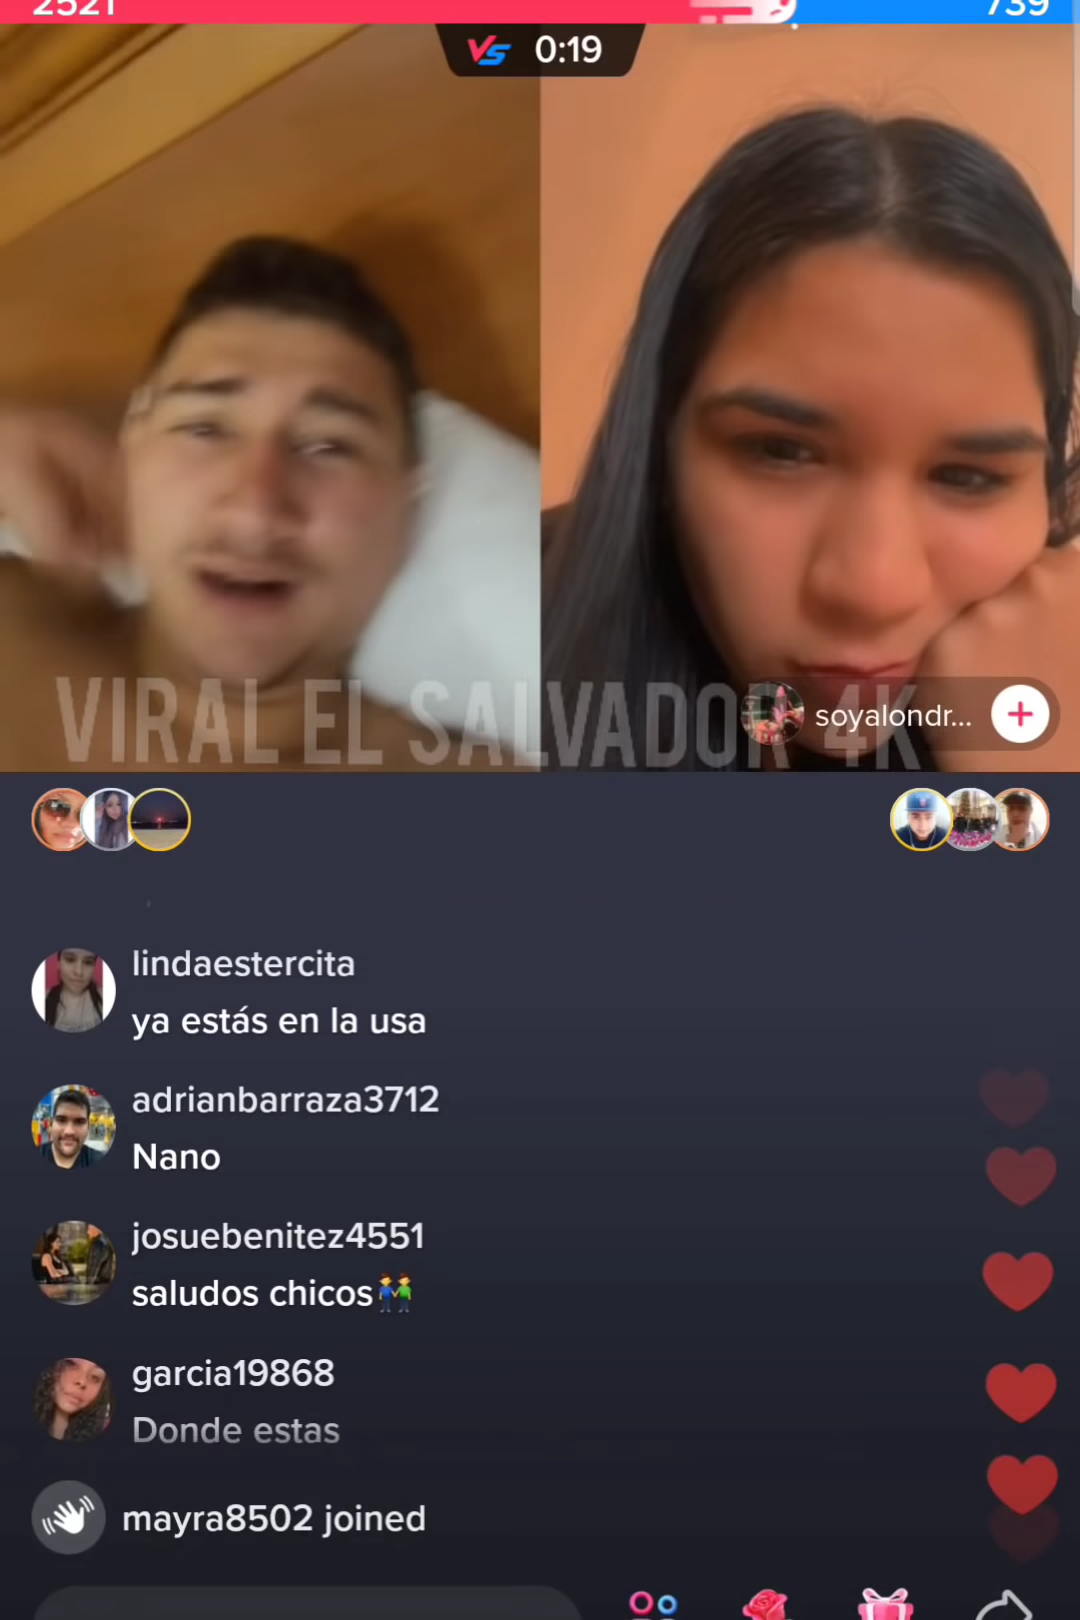 2521
739
VS 0:19
VIRAL EL SALVADOR 4K
soyalondr...
lindaestercita
ya estás en la usa
adrianbarraza3712
Nano
josuebenitez4551
saludos chicos👬
garcia19868
Donde estas
mayra8502 joined